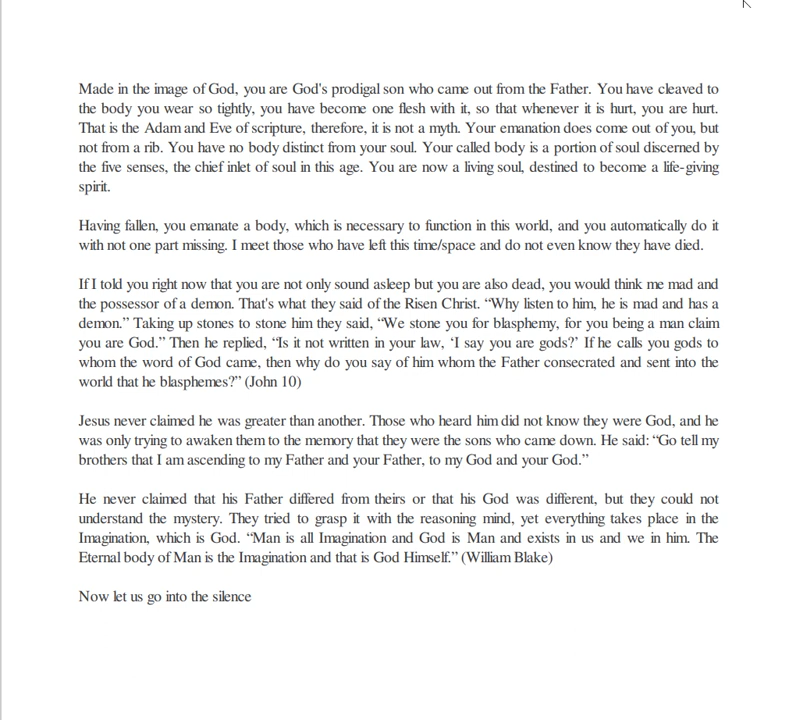 Made in the image of God, you are God's prodigal son who came out from the Father. You have cleaved to
the body you wear so tightly, you have become one flesh with it, so that whenever it is hurt, you are hurt.
That is the Adam and Eve of scripture, therefore, it is not a myth. Your emanation does come out of you, but
not from a rib. You have no body distinct from your soul. Your called body is a portion of soul discerned by
the five senses, the chief inlet of soul in this age. You are now a living soul, destined to become a life-giving
spirit.
Having fallen, you emanate a body, which is necessary to function in this world, and you automatically do it
with not one part missing. I meet those who have left this time/space and do not even know they have died.
If I told you right now that you are not only sound asleep but you are also dead, you would think me mad and
the possessor of a demon. That's what they said of the Risen Christ. “Why listen to him, he is mad and has a
demon.” Taking up stones to stone him they said, “We stone you for blasphemy, for you being a man claim
you are God.” Then he replied, “Is it not written in your law, ‘I say you are gods?’ If he calls you gods to
whom the word of God came, then why do you say of him whom the Father consecrated and sent into the
world that he blasphemes?” (John 10)
Jesus never claimed he was greater than another. Those who heard him did not know they were God, and he
was only trying to awaken them to the memory that they were the sons who came down. He said: “Go tell my
brothers that I am ascending to my Father and your Father, to my God and your God.”
He never claimed that his Father differed from theirs or that his God was different, but they could not
understand the mystery. They tried to grasp it with the reasoning mind, yet everything takes place in the
Imagination, which is God. “Man is all Imagination and God is Man and exists in us and we in him. The
Eternal body of Man is the Imagination and that is God Himself.” (William Blake)
Now let us go into the silence